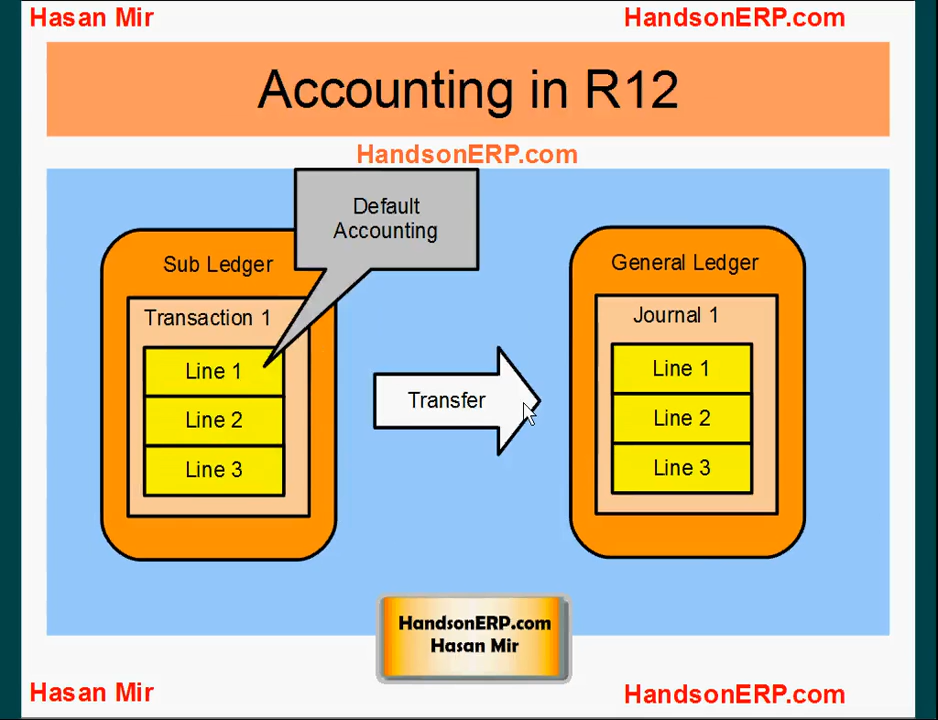 Hasan Mir
HandsonERP.com
Accounting in R12
HandsonERP.com
Default
Accounting
Sub Ledger
Transaction 1
Line 1
Line 2
Line 3
Transfer
General Ledger
Journal 1
Line 1
Line 2
Line 3
HandsonERP.com
Hasan Mir
Hasan Mir
HandsonERP.com